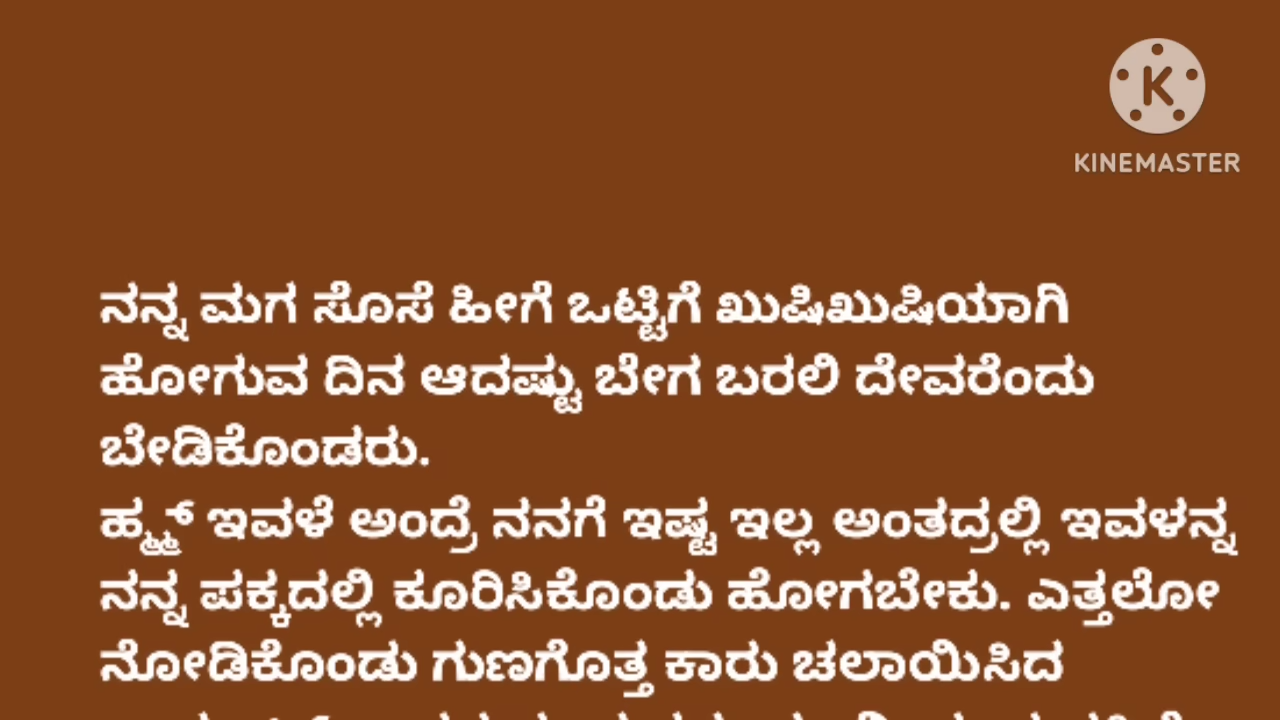 KINEMASTER
ನನ್ನ ಮಗ ಸೊಸೆ ಹೀಗೆ ಒಟ್ಟಿಗೆ ಖುಷಿಖುಷಿಯಾಗಿ
ಹೋಗುವ ದಿನ ಆದಷ್ಟು ಬೇಗ ಬರಲಿ ದೇವರೆಂದು
ಬೇಡಿಕೊಂಡರು.
ಹ್ಮ್ಮ್ ಇವಳೆ ಅಂದ್ರೆ ನನಗೆ ಇಷ್ಟ ಇಲ್ಲ ಅಂತದ್ರಲ್ಲಿ ಇವಳನ್ನ
ನನ್ನ ಪಕ್ಕದಲ್ಲಿ ಕೂರಿಸಿಕೊಂಡು ಹೋಗಬೇಕು. ಎತ್ತಲೋ
ನೋಡಿಕೊಂಡು ಗುಣಗೊತ್ತ ಕಾರು ಚಲಾಯಿಸಿದ